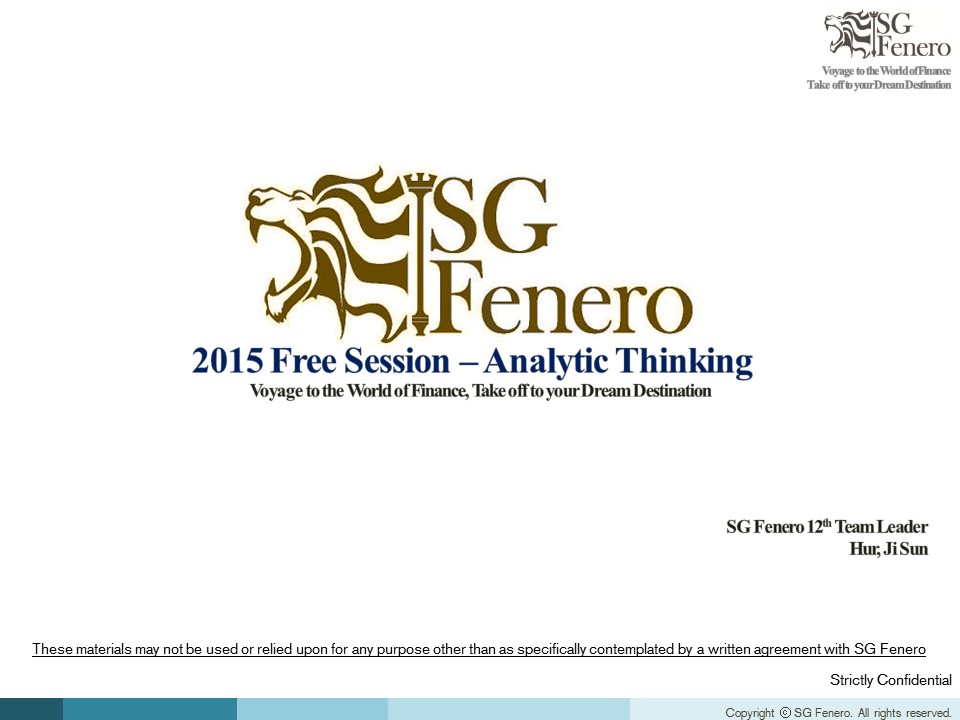 SG
Fenero
Voyage to the World of Finance
Take off to your Dream Destination
SG
Fenero
2015 Free Session – Analytic Thinking
Voyage to the World of Finance, Take off to your Dream Destination
SG Fenero 12th Team Leader
Hur, Ji Sun
These materials may not be used or relied upon for any purpose other than as specifically contemplated by a written agreement with SG Fenero
Strictly Confidential
Copyright ⓒ SG Fenero. All rights reserved.